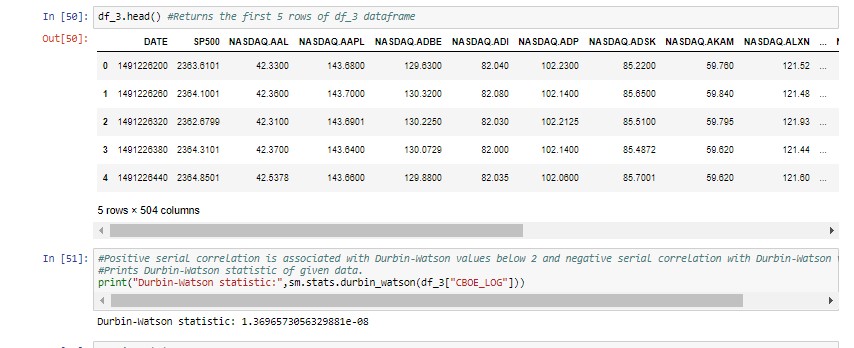 In [50]: df_3.head() #Returns the first 5 rows of df_3 dataframe
Out[50]:
DATE SP500 NASDAQ.AAL NASDAQ.AAPL NASDAQ.ADBE NASDAQ.ADI NASDAQ.ADP NASDAQ.ADSK NASDAQ.AKAM NASDAQ.ALXN ...
0 1491226200 2363.6101 42.3300 143.6800 129.6300 82.040 102.2300 85.2200 59.760 121.52 ...
1 1491226260 2364.1001 42.3600 143.7000 130.3200 82.080 102.1400 85.6500 59.840 121.48 ...
2 1491226320 2362.6799 42.3100 143.6901 130.2250 82.030 102.2125 85.5100 59.795 121.93 ...
3 1491226380 2364.3101 42.3700 143.6400 130.0729 82.000 102.1400 85.4872 59.620 121.44 ...
4 1491226440 2364.8501 42.5378 143.6600 129.8800 82.035 102.0600 85.7001 59.620 121.60 ...
5 rows × 504 columns
In [51]: #Positive serial correlation is associated with Durbin-Watson values below 2 and negative serial correlation with Durbin-Watson
#Prints Durbin-Watson statistic of given data.
print("Durbin-Watson statistic:",sm.stats.durbin_watson(df_3["CBOE_LOG"]))
Durbin-Watson statistic: 1.3696573056329881e-08